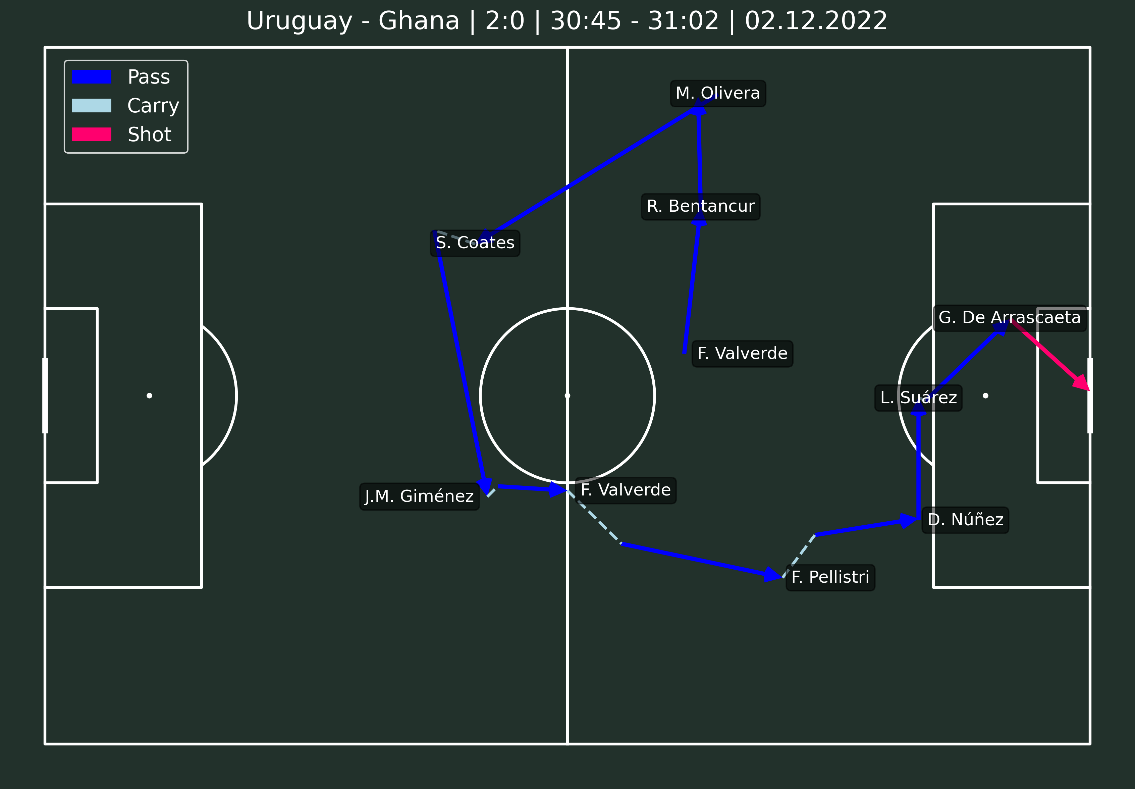 Uruguay - Ghana | 2:0 | 30:45 - 31:02 | 02.12.2022
Pass
Carry
Shot
M. Olivera
R. Bentancur
S. Coates
G. De Arrascaeta
F. Valverde
L. Suárez
J.M. Giménez
F. Valverde
D. Núñez
F. Pellistri